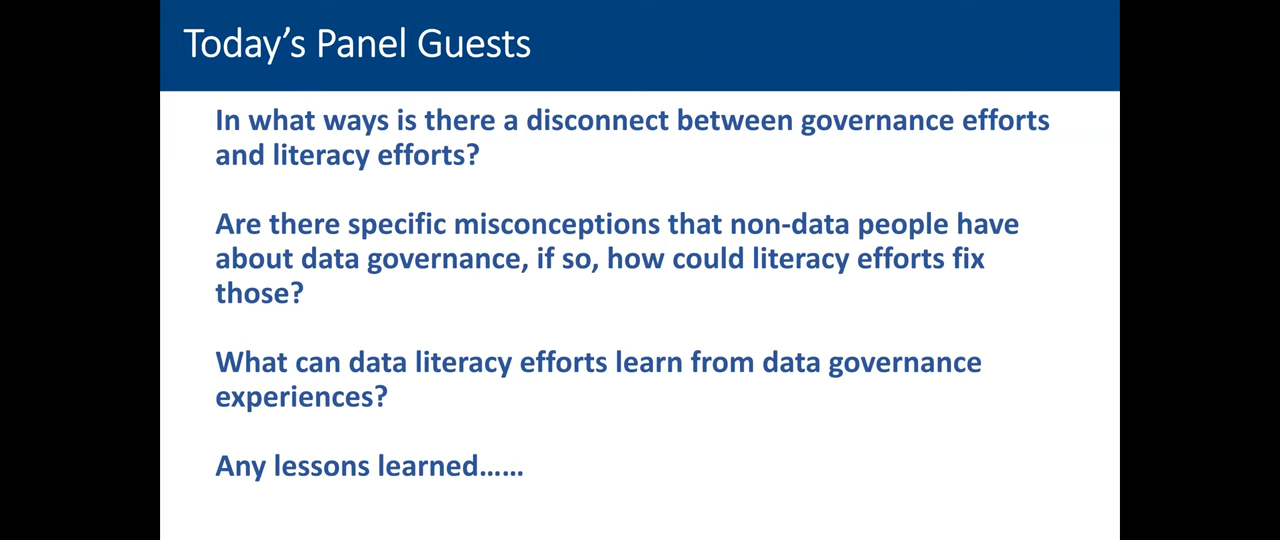 Today’s Panel Guests
In what ways is there a disconnect between governance efforts
and literacy efforts?
Are there specific misconceptions that non-data people have
about data governance, if so, how could literacy efforts fix
those?
What can data literacy efforts learn from data governance
experiences?
Any lessons learned……